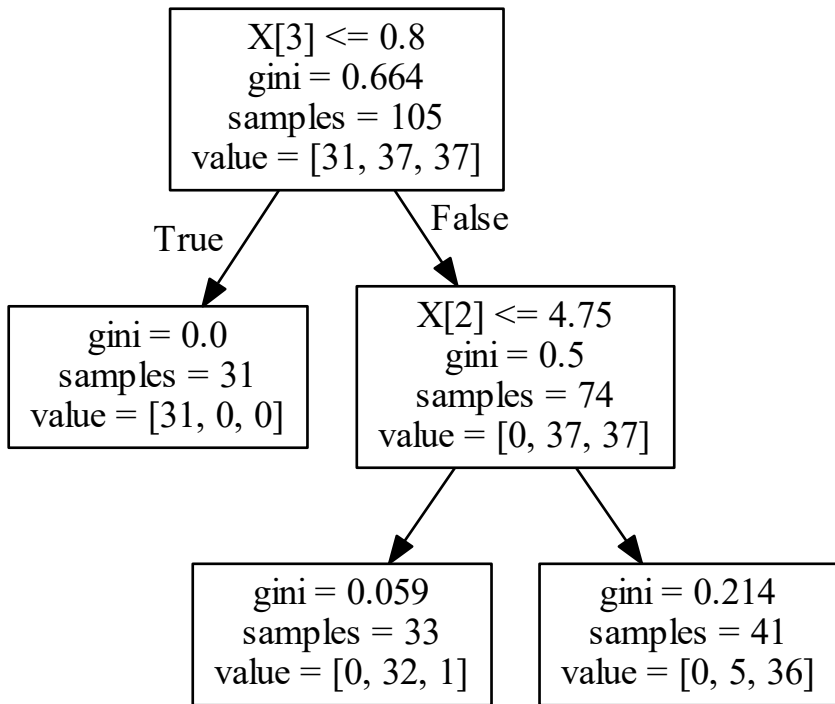 X[3] <= 0.8
gini = 0.664
samples = 105
value = [31, 37, 37]
True
False
gini = 0.0
samples = 31
value = [31, 0, 0]
X[2] <= 4.75
gini = 0.5
samples = 74
value = [0, 37, 37]
gini = 0.059
samples = 33
value = [0, 32, 1]
gini = 0.214
samples = 41
value = [0, 5, 36]